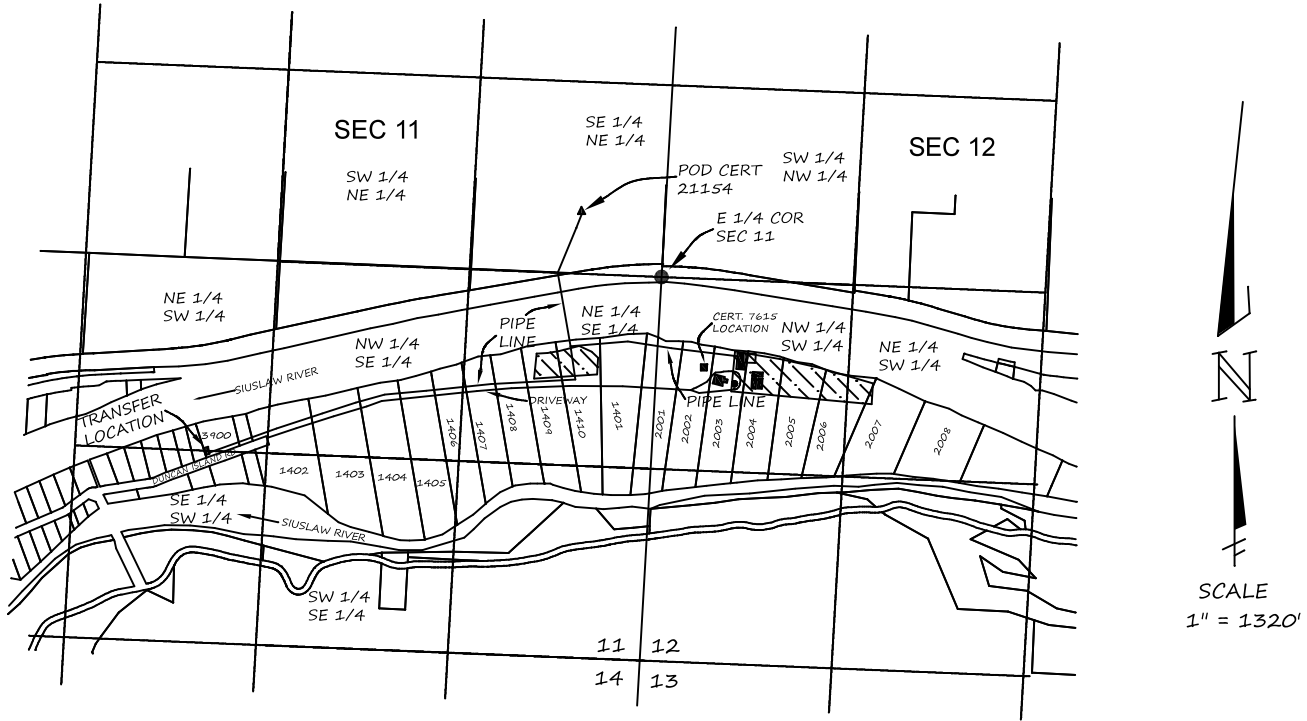 SE 1/4
NE 1/4
SEC 11
SEC 12
SW 1/4
NW 1/4
POD CERT
21154
SW 1/4
NE 1/4
E 1/4 COR
SEC 11
NE 1/4
SW 1/4
NE 1/4
SE 1/4
CERT. 7615
LOCATION
PIPE
LINE
NW 1/4
SW 1/4
NW 1/4
SE 1/4
NE 1/4
SW 1/4
SIUSLAW RIVER
TRANSFER
LOCATION
DRIVEWAY
PIPE LINE
3900
1406
1407
1408
1409
1410
1401
2001
2002
2003
2004
2005
2006
2007
2008
DUNCAN ISLAND RD
1402
1403
1404
1405
SE 1/4
SW 1/4
SIUSLAW RIVER
SW 1/4
SE 1/4
11
12
14
13
N
SCALE
1" = 1320'